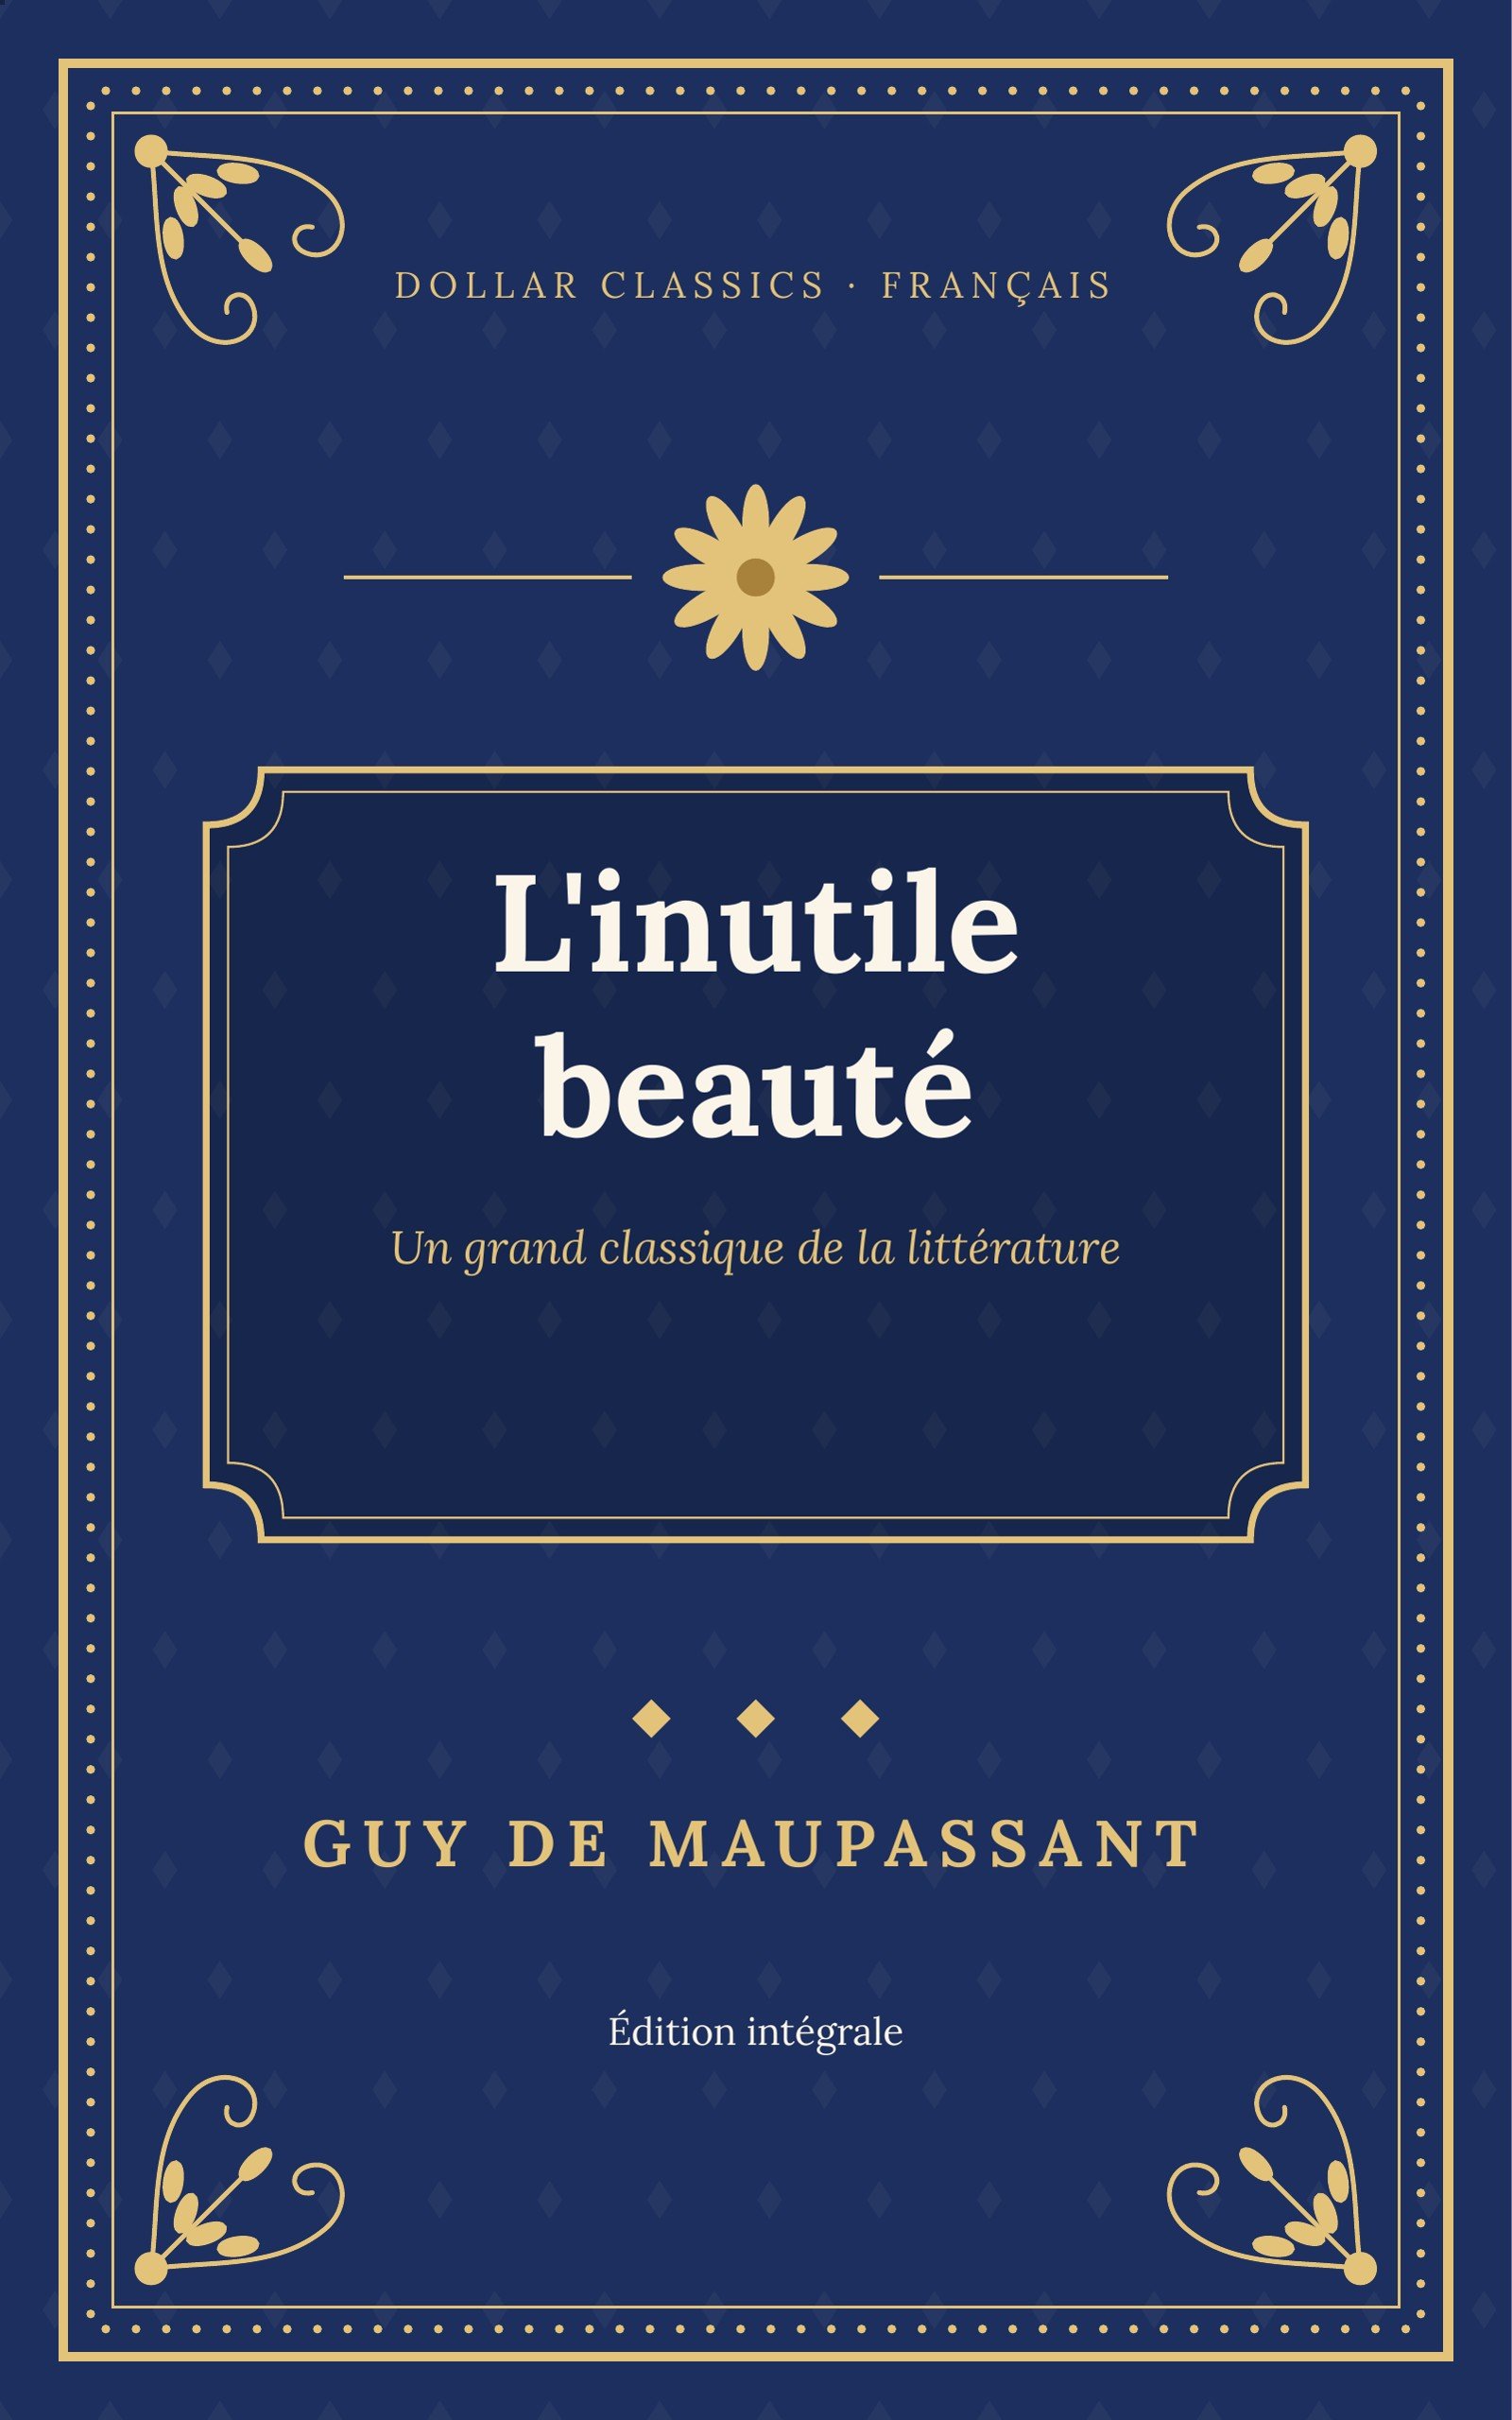 DOLLAR CLASSICS · FRANÇAIS
L'inutile
beauté
Un grand classique de la littérature
GUY DE MAUPASSANT
Édition intégrale